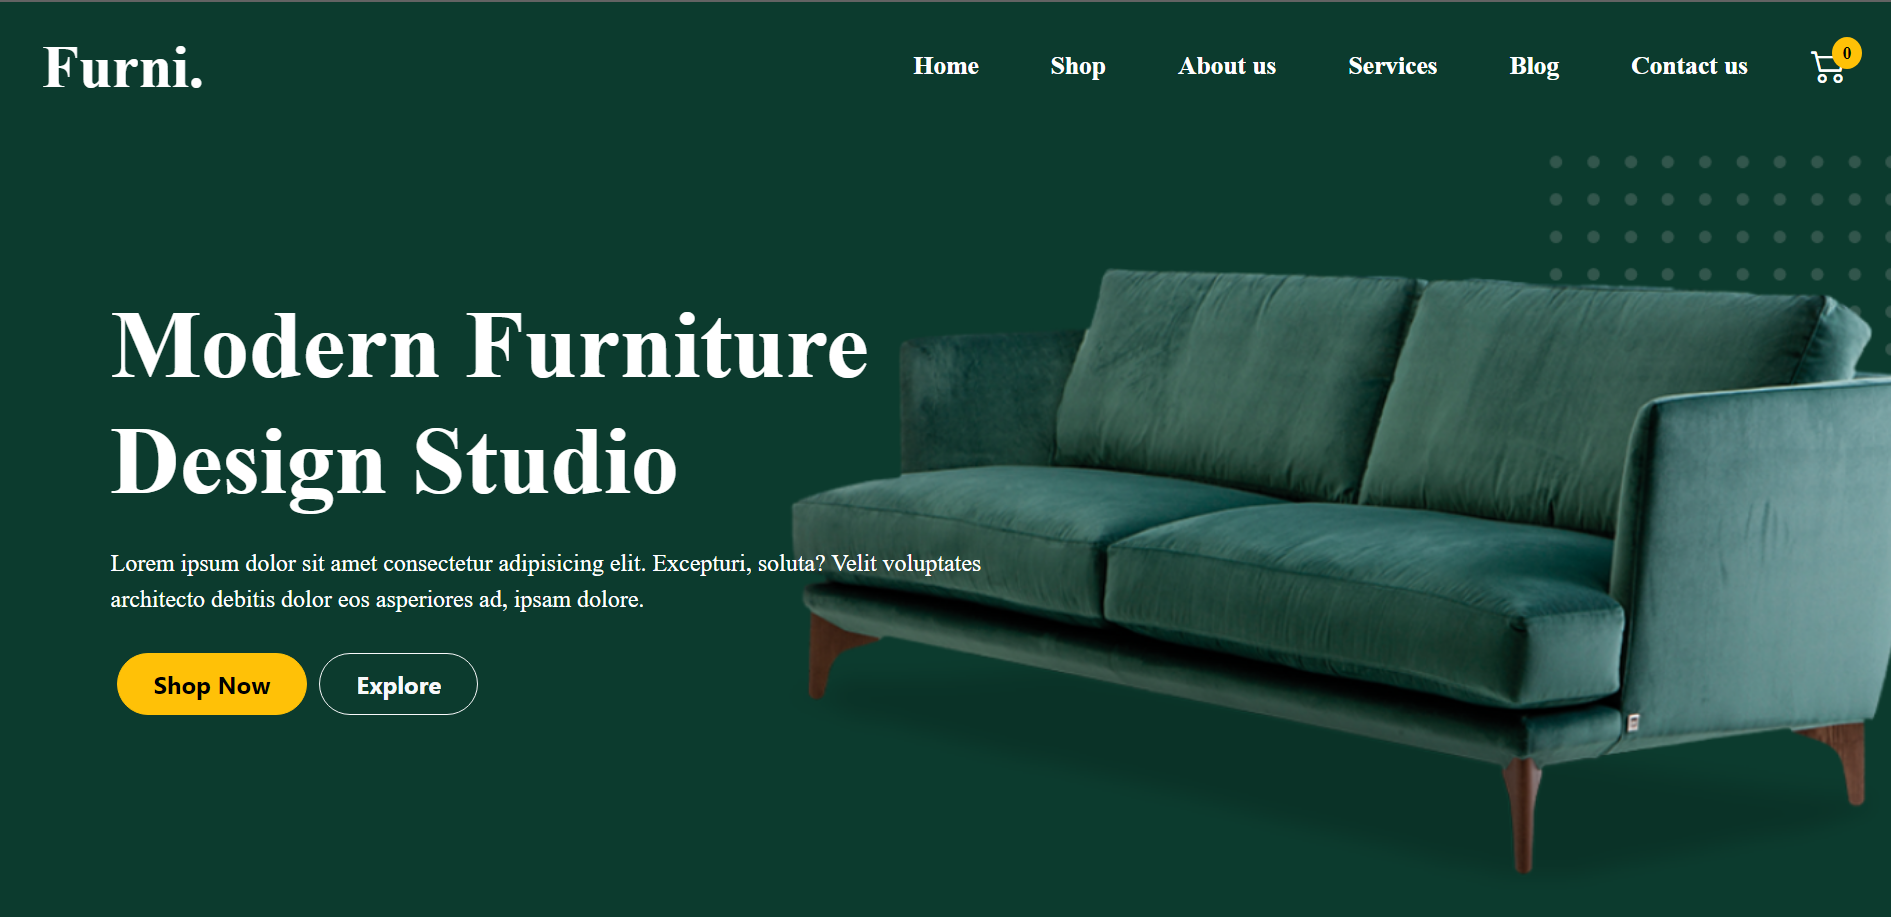 Furni.
Home Shop About us Services Blog Contact us 0
Modern Furniture
Design Studio
Lorem ipsum dolor sit amet consectetur adipisicing elit. Excepturi, soluta? Velit voluptates
architecto debitis dolor eos asperiores ad, ipsam dolore.
Shop Now Explore